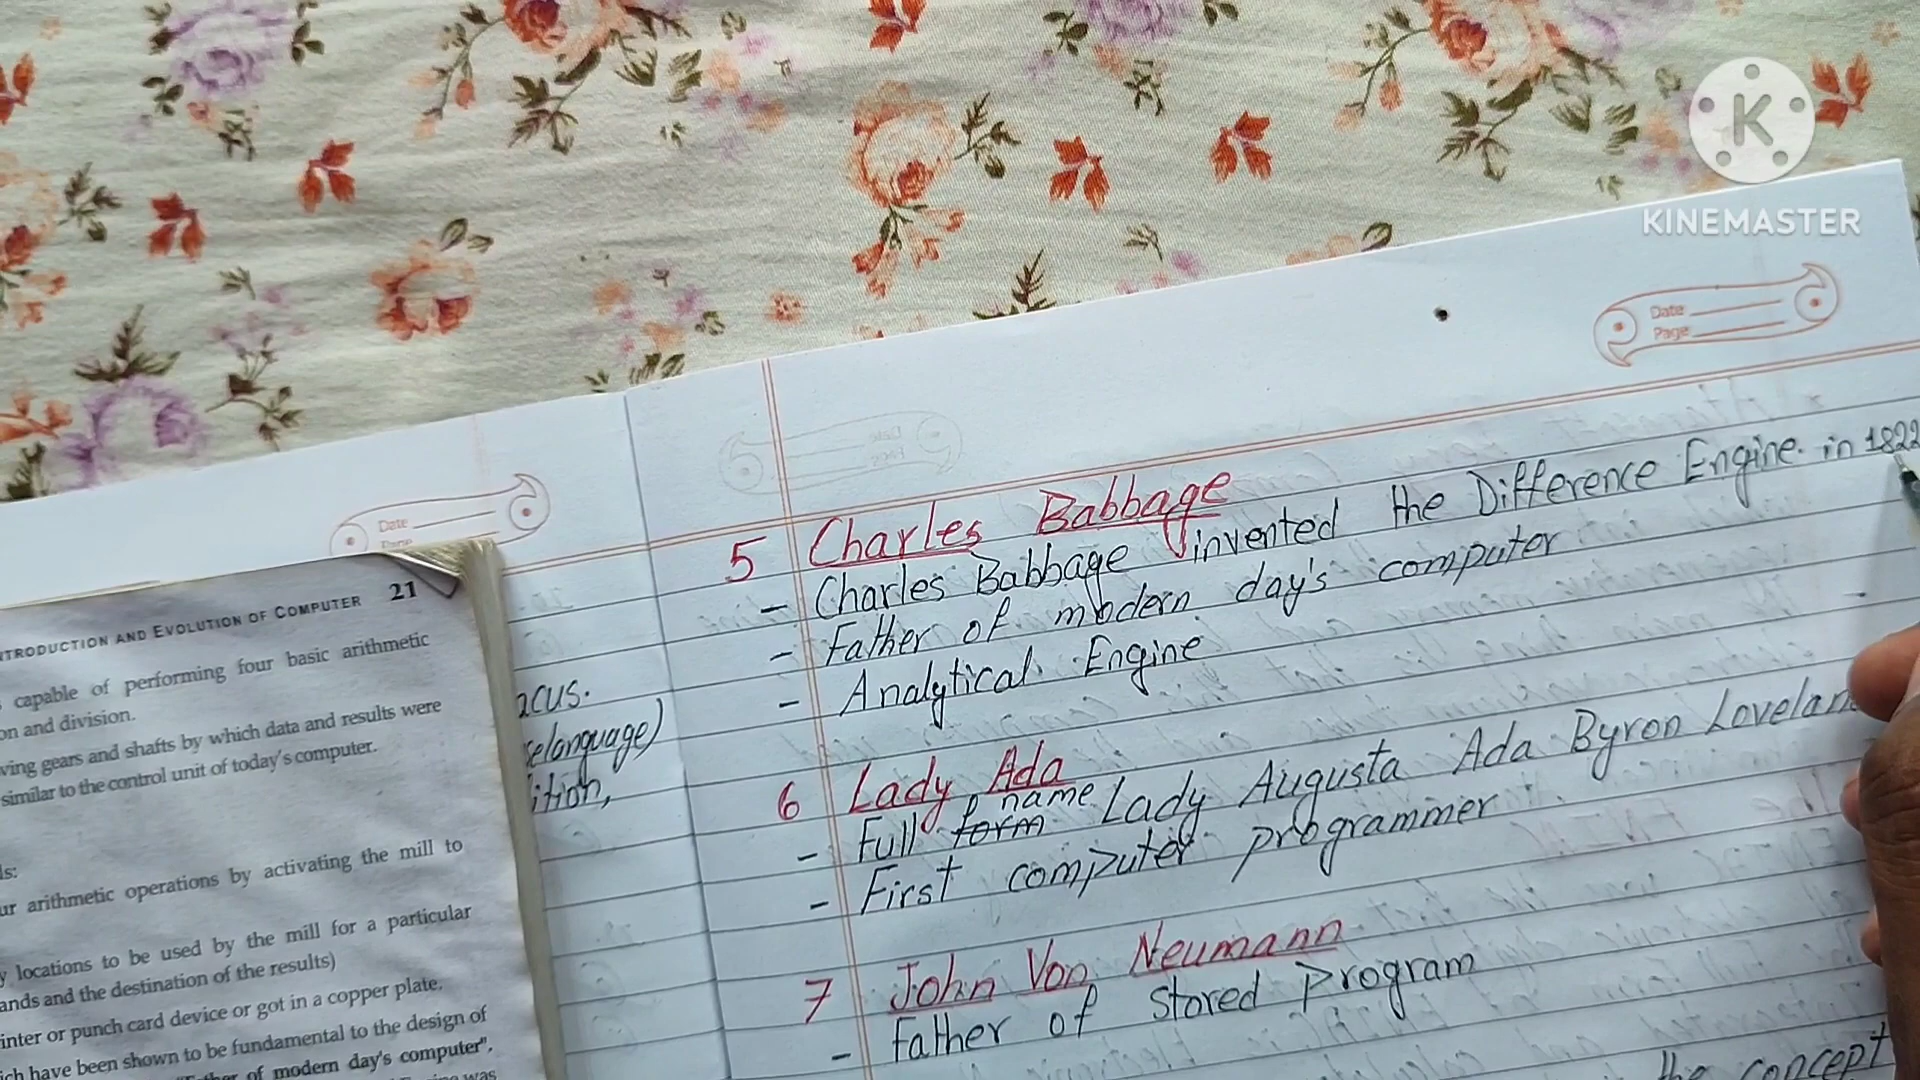 KINEMASTER
Date
Page
Date
21
INTRODUCTION AND EVOLUTION OF COMPUTER
capable of performing four basic arithmetic
on and division.
ving gears and shafts by which data and results were
similar to the control unit of today's computer.
ls:
ur arithmetic operations by activating the mill to
y locations to be used by the mill for a particular
ands and the destination of the results)
inter or punch card device or got in a copper plate.
ich have been shown to be fundamental to the design of
of modern day's computer",
was
acus.
elanguage)
ition,
5 Charles Babbage
- Charles Babbage invented the Difference Engine. in 1822
- Father of modern day's computer
- Analytical Engine
6 Lady Ada
name
- Full form Lady Augusta Ada Byron Lovelan
- First computer programmer
7 John Von Neumann
- Father of stored program
the concept